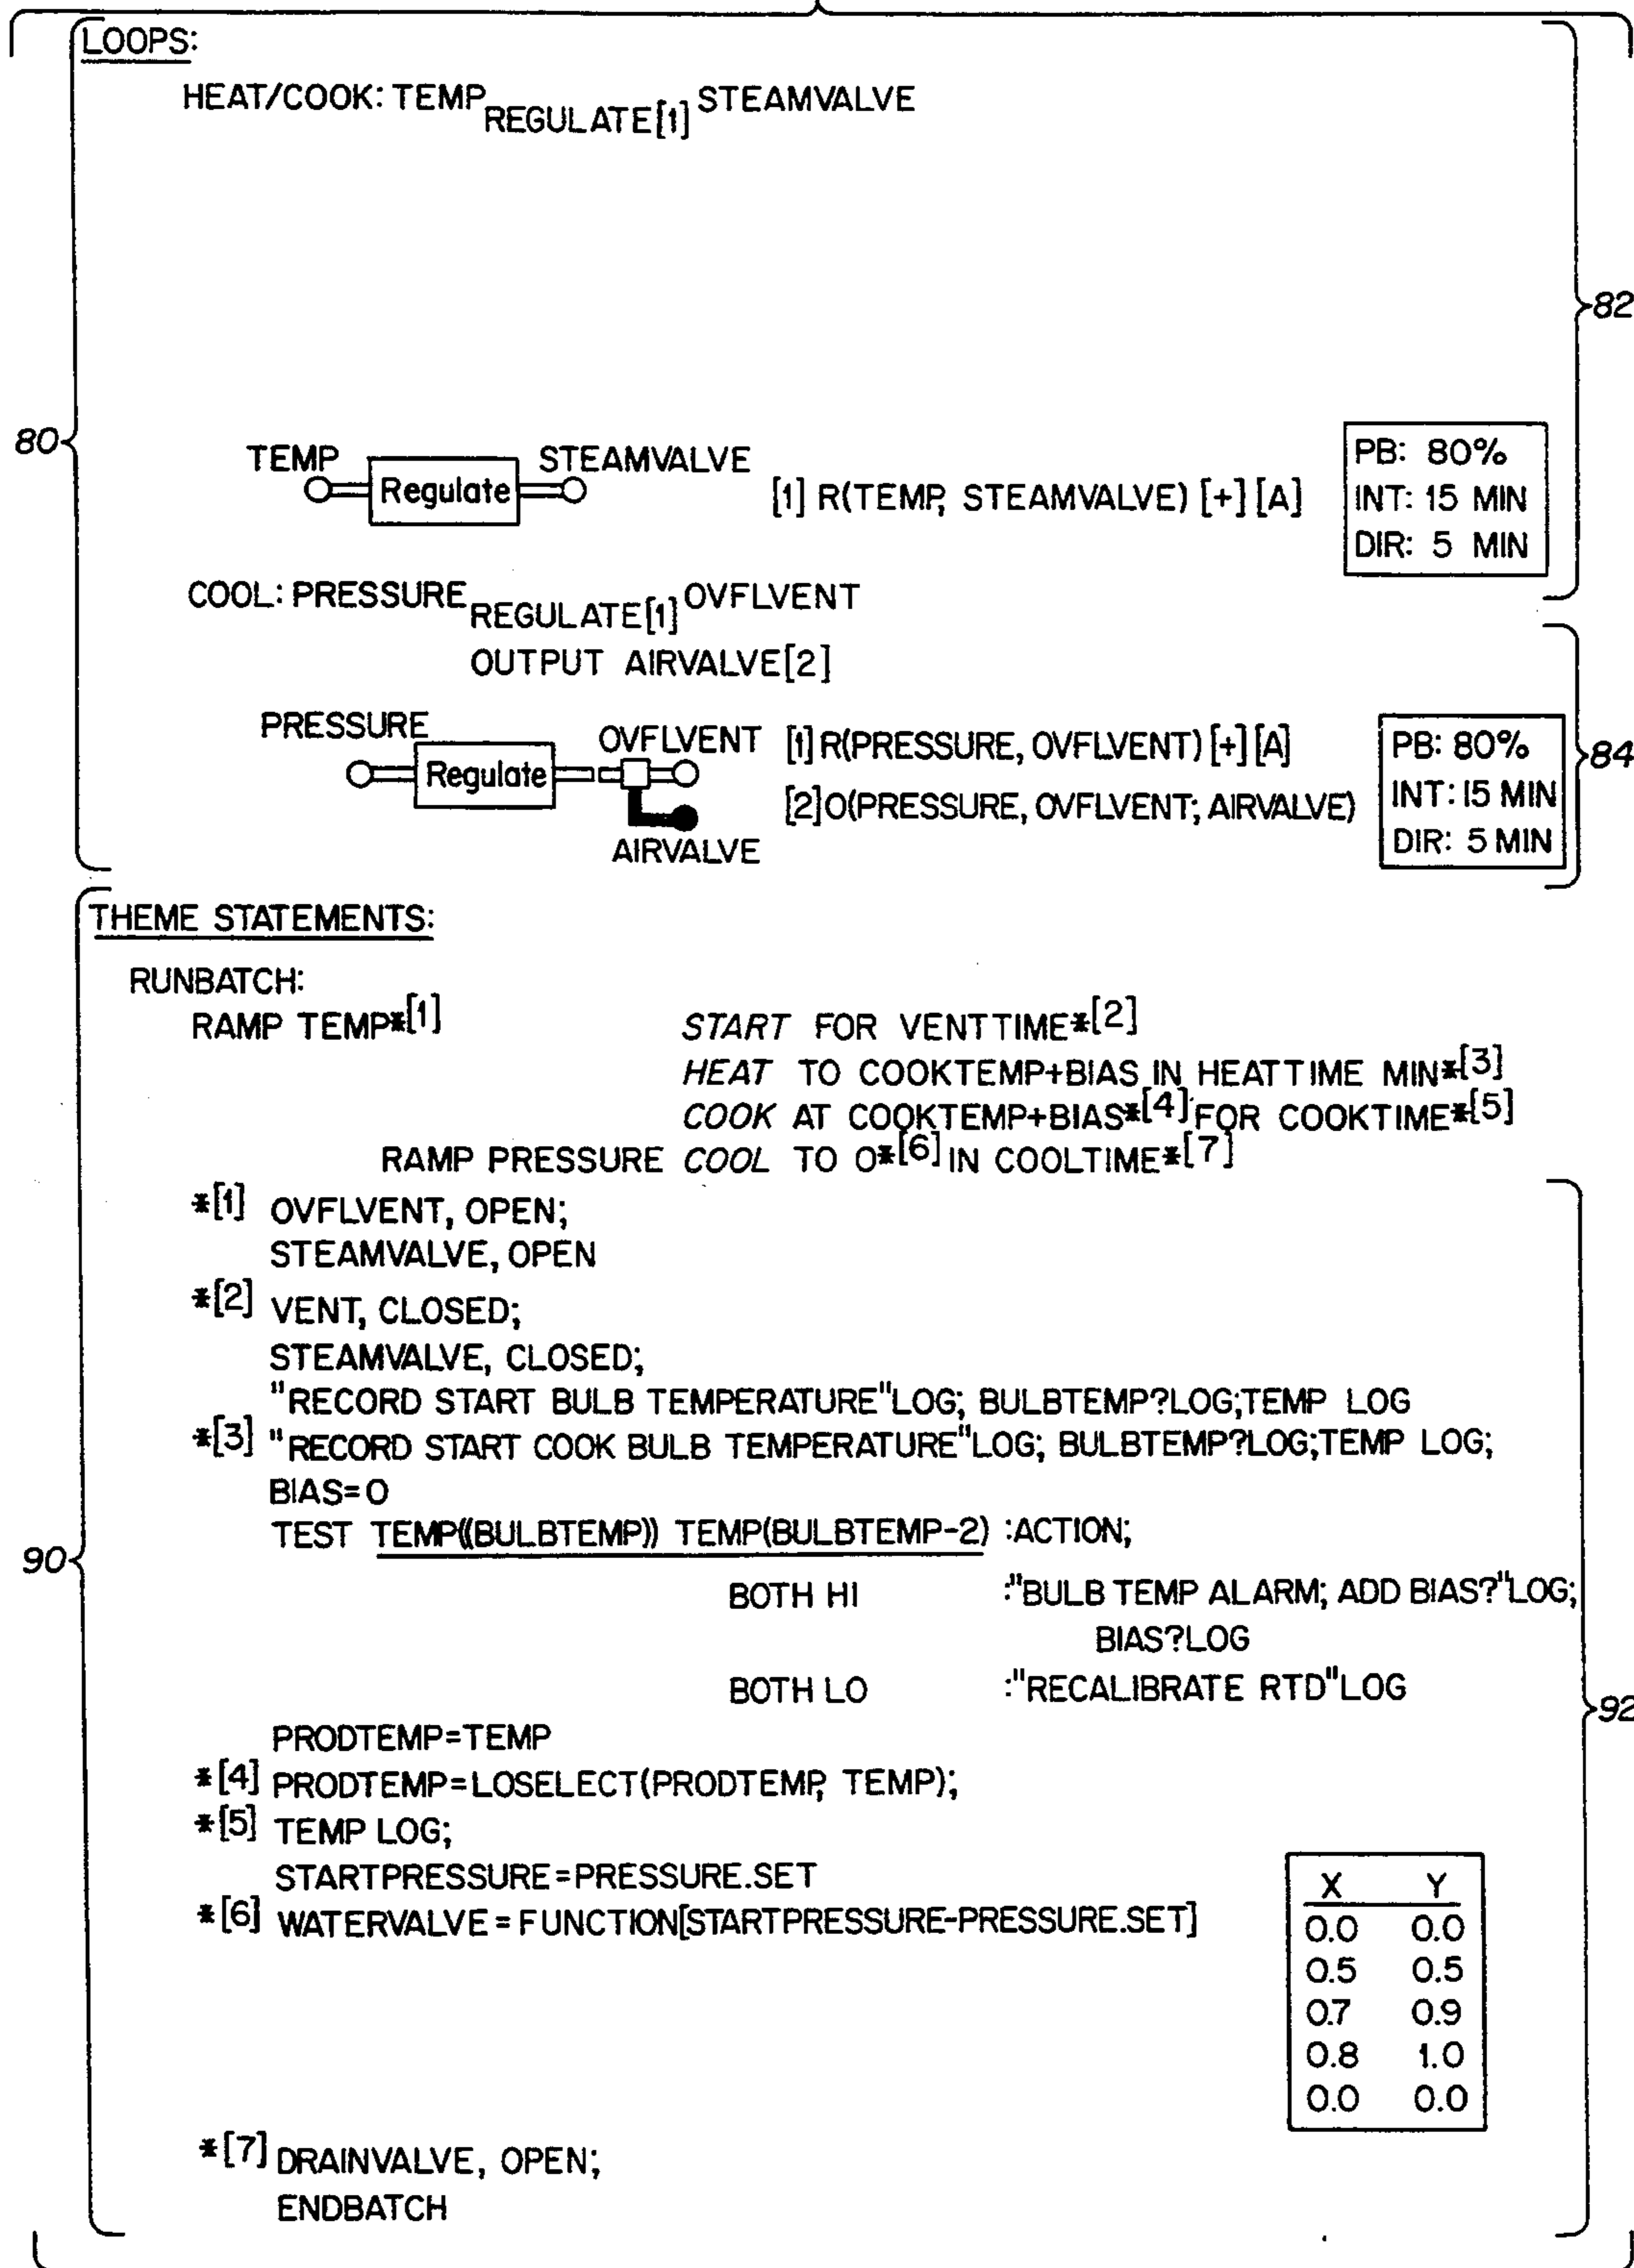 LOOPS:
HEAT/COOK: TEMP REGULATE[1] STEAMVALVE
82
80
TEMP STEAMVALVE
Regulate
[1] R(TEMP, STEAMVALVE) [+] [A]
PB: 80%
INT: 15 MIN
DIR: 5 MIN
COOL: PRESSURE REGULATE[1] OVFLVENT
OUTPUT AIRVALVE[2]
PRESSURE OVFLVENT
Regulate
AIRVALVE
[1] R(PRESSURE, OVFLVENT) [+] [A]
[2] O(PRESSURE, OVFLVENT; AIRVALVE)
PB: 80%
INT: 15 MIN
DIR: 5 MIN
84
THEME STATEMENTS:
RUNBATCH:
RAMP TEMP*[1] START FOR VENTTIME*[2]
HEAT TO COOKTEMP+BIAS IN HEATTIME MIN*[3]
COOK AT COOKTEMP+BIAS*[4] FOR COOKTIME*[5]
RAMP PRESSURE COOL TO 0*[6] IN COOLTIME*[7]
*[1] OVFLVENT, OPEN;
STEAMVALVE, OPEN
*[2] VENT, CLOSED;
STEAMVALVE, CLOSED;
"RECORD START BULB TEMPERATURE"LOG; BULBTEMP?LOG;TEMP LOG
*[3] "RECORD START COOK BULB TEMPERATURE"LOG; BULBTEMP?LOG;TEMP LOG;
BIAS=0
TEST TEMP((BULBTEMP)) TEMP(BULBTEMP-2) :ACTION;
90
BOTH HI :"BULB TEMP ALARM; ADD BIAS?"LOG;
BIAS?LOG
BOTH LO :"RECALIBRATE RTD"LOG
92
PRODTEMP=TEMP
*[4] PRODTEMP=LOSELECT(PRODTEMP, TEMP);
*[5] TEMP LOG;
STARTPRESSURE=PRESSURE.SET
*[6] WATERVALVE=FUNCTION[STARTPRESSURE-PRESSURE.SET]
X Y
0.0 0.0
0.5 0.5
0.7 0.9
0.8 1.0
0.0 0.0
*[7] DRAINVALVE, OPEN;
ENDBATCH